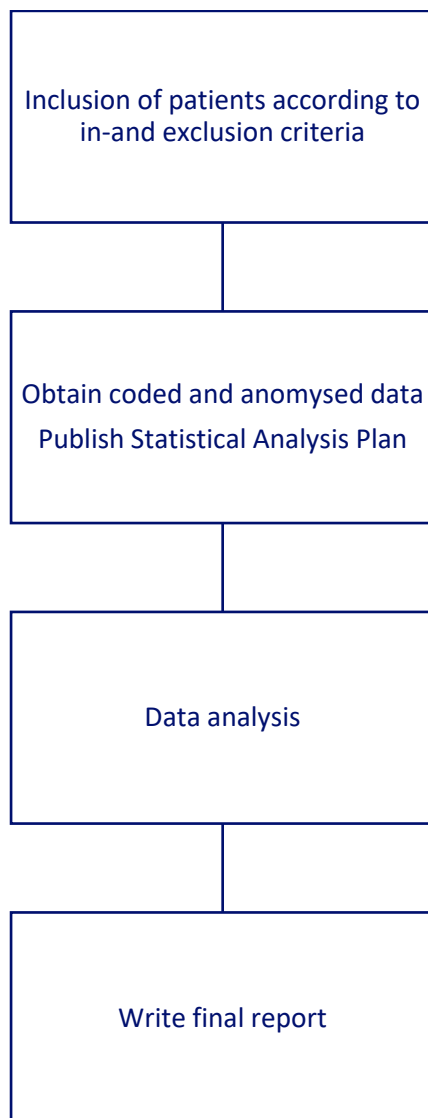 Inclusion of patients according to
in-and exclusion criteria
Obtain coded and anomysed data
Publish Statistical Analysis Plan
Data analysis
Write final report